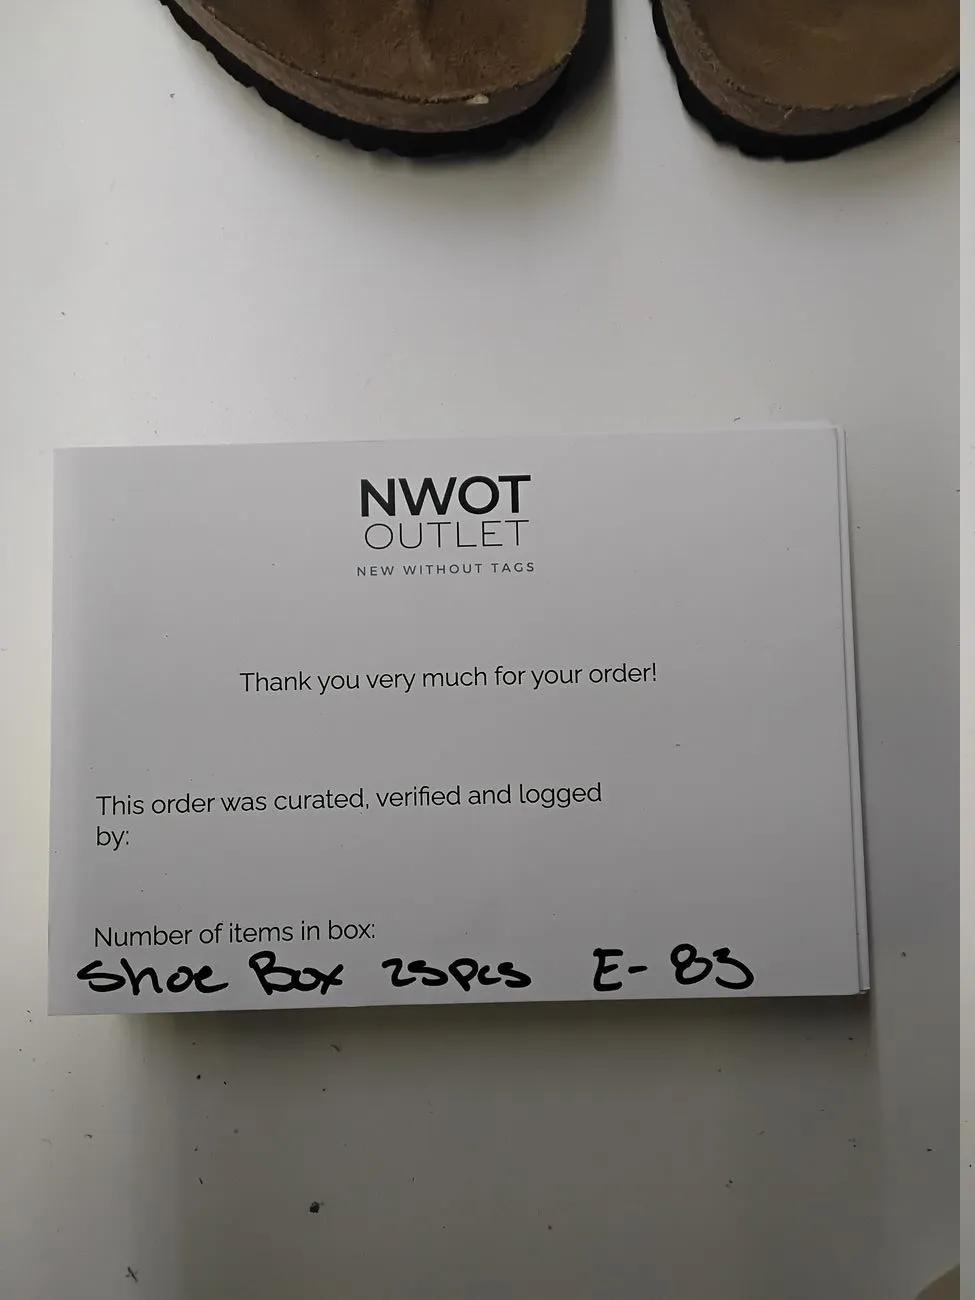 NWOT
OUTLET
NEW WITHOUT TAGS
Thank you very much for your order!
This order was curated, verified and logged
by:
Number of items in box:
Shoe Box 25pcs E-83